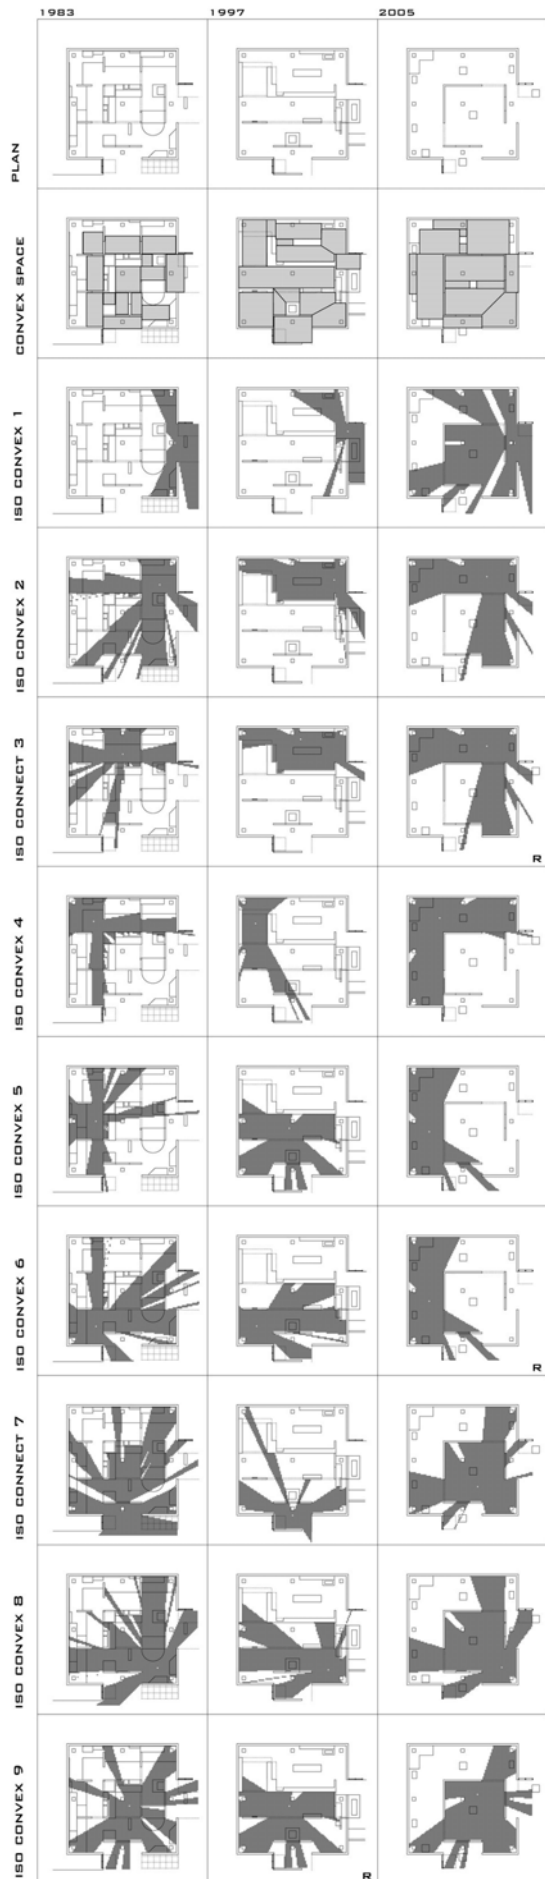 1983 1997 2005
PLAN
CONVEX SPACE
ISO CONVEX 1
ISO CONVEX 2
ISO CONNECT 3
R
ISO CONVEX 4
ISO CONVEX 5
ISO CONVEX 6
R
ISO CONNECT 7
ISO CONVEX 8
ISO CONVEX 9
R